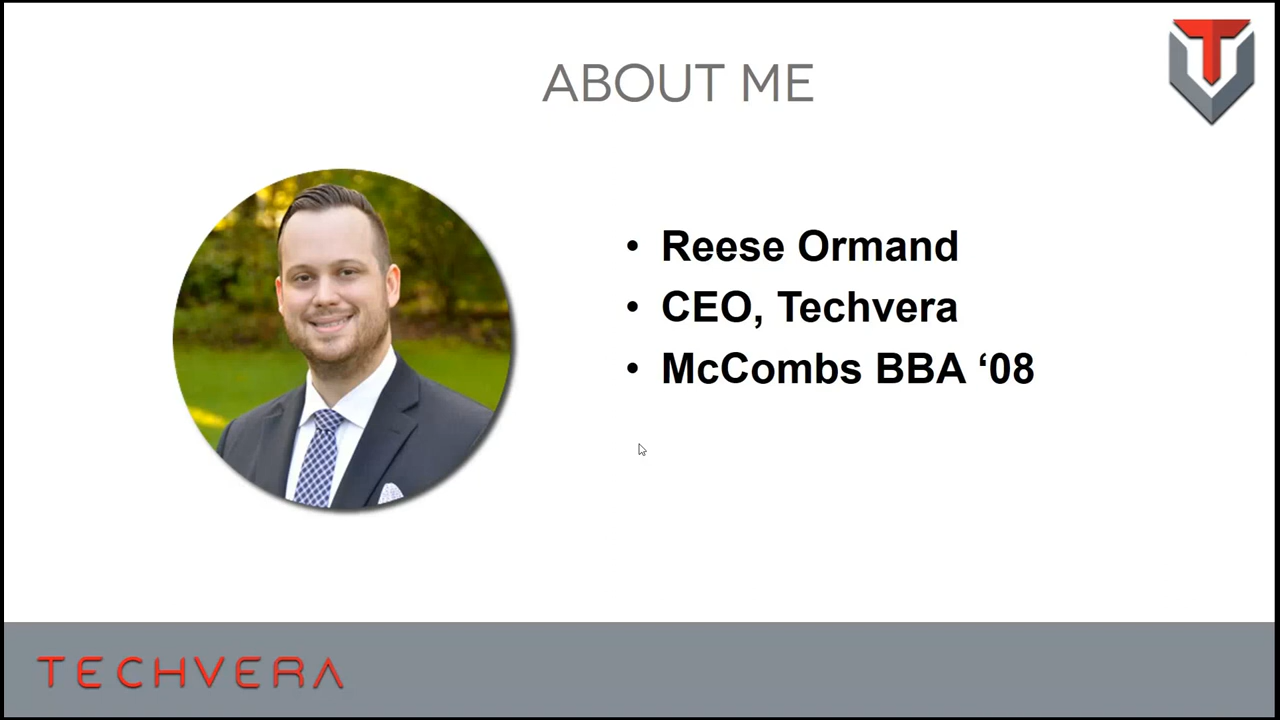 ABOUT ME
• Reese Ormand
• CEO, Techvera
• McCombs BBA ‘08
TECHVERA